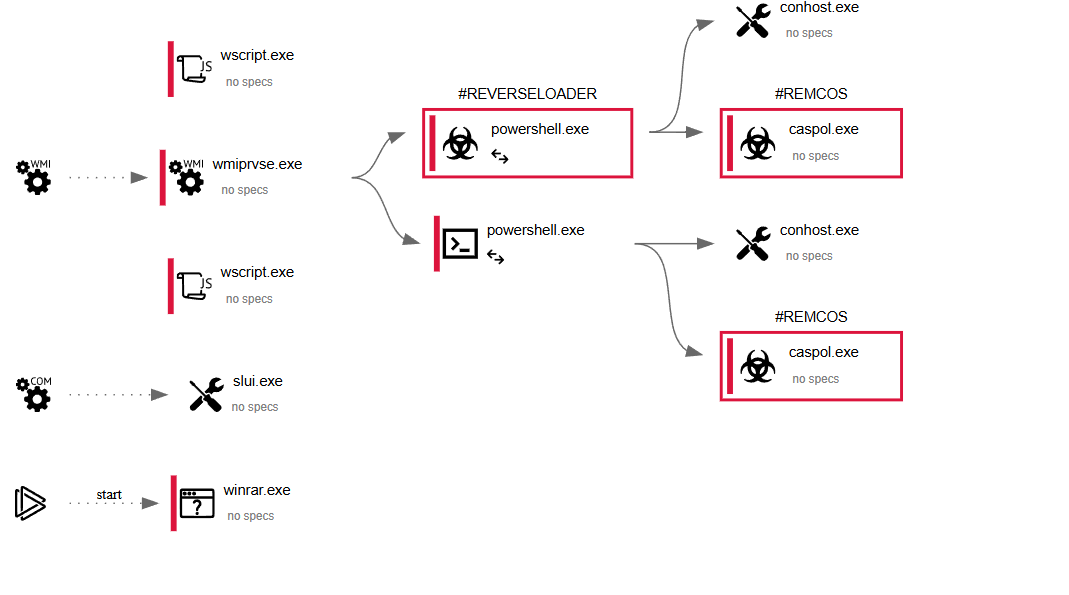 conhost.exe
no specs
wscript.exe
JS
no specs
#REVERSELOADER
#REMCOS
powershell.exe
caspol.exe
no specs
WMI
WMI
wmiprvse.exe
no specs
powershell.exe
conhost.exe
no specs
wscript.exe
JS
no specs
#REMCOS
caspol.exe
no specs
COM
slui.exe
no specs
start
winrar.exe
?
no specs